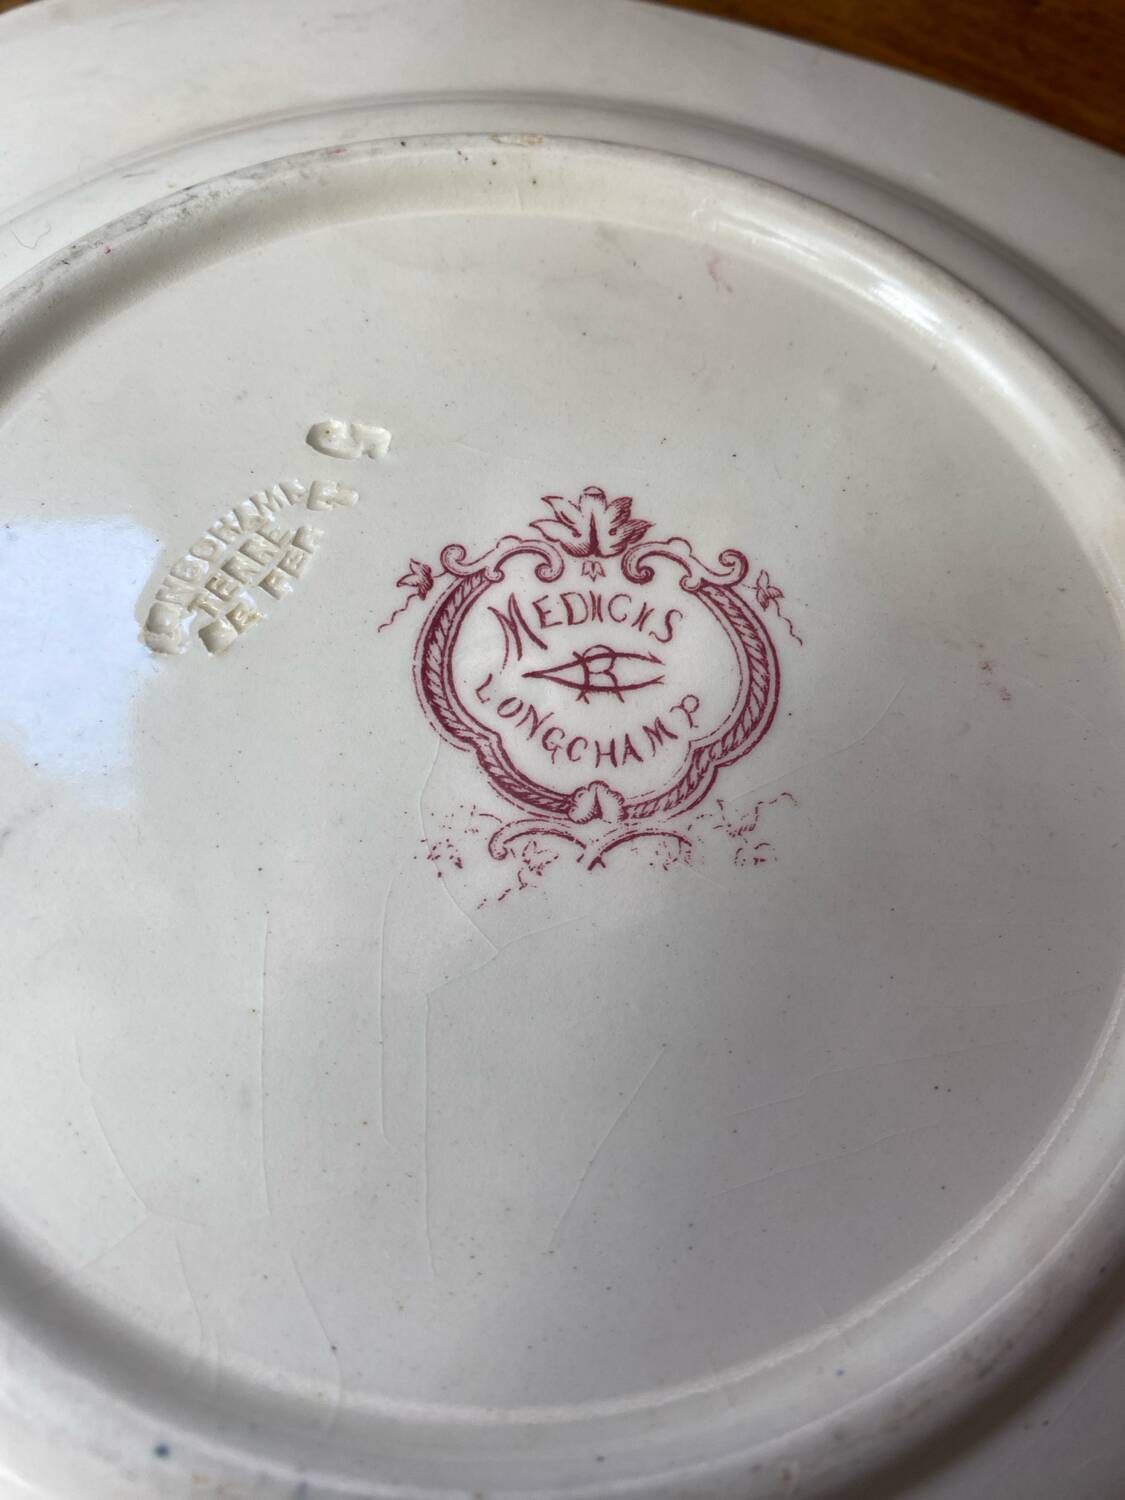 LONGCHAMP
TERRE
DE FER
MEDICIS
LONGCHAMP